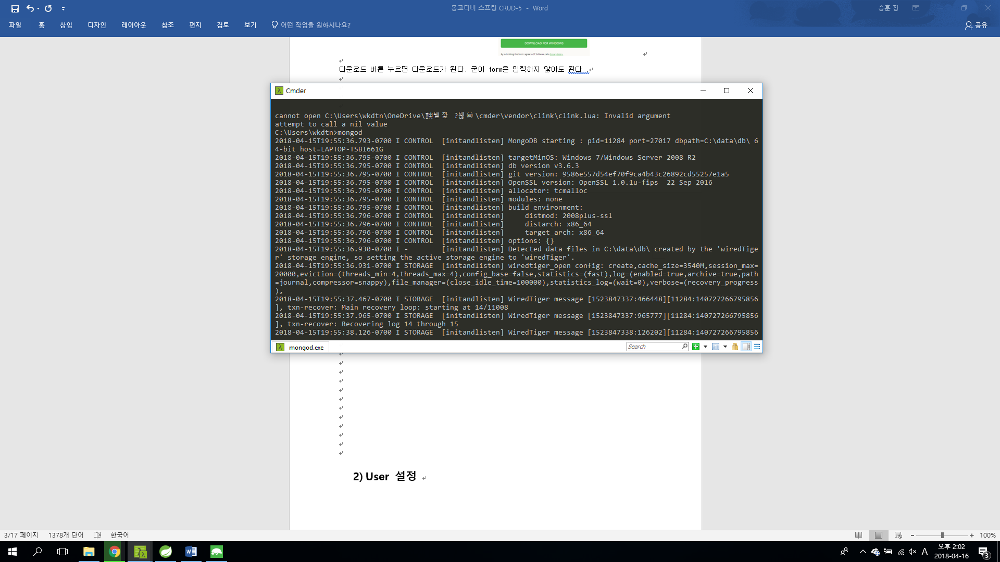 몽고디비 스프링 CRUD-5 - Word
승훈 장
파일 홈 삽입 디자인 레이아웃 참조 편지 검토 보기 어떤 작업을 원하시나요? 공유
DOWNLOAD FOR WINDOWS
By submitting this form I agree to 3T Software Labs Privacy Policy.
다운로드 버튼 누르면 다운로드가 된다. 굳이 form은 입력하지 않아도 된다 .
Cmder
cannot open C:\Users\wkdtn\OneDrive\ \cmder\vendor\clink\clink.lua: Invalid argument
attempt to call a nil value
C:\Users\wkdtn>mongod
2018-04-15T19:55:36.793-0700 I CONTROL  [initandlisten] MongoDB starting : pid=11284 port=27017 dbpath=C:\data\db\ 6
4-bit host=LAPTOP-TSBI661G
2018-04-15T19:55:36.795-0700 I CONTROL  [initandlisten] targetMinOS: Windows 7/Windows Server 2008 R2
2018-04-15T19:55:36.795-0700 I CONTROL  [initandlisten] db version v3.6.3
2018-04-15T19:55:36.795-0700 I CONTROL  [initandlisten] git version: 9586e557d54ef70f9ca4b43c26892cd55257e1a5
2018-04-15T19:55:36.795-0700 I CONTROL  [initandlisten] OpenSSL version: OpenSSL 1.0.1u-fips  22 Sep 2016
2018-04-15T19:55:36.795-0700 I CONTROL  [initandlisten] allocator: tcmalloc
2018-04-15T19:55:36.795-0700 I CONTROL  [initandlisten] modules: none
2018-04-15T19:55:36.795-0700 I CONTROL  [initandlisten] build environment:
2018-04-15T19:55:36.796-0700 I CONTROL  [initandlisten]     distmod: 2008plus-ssl
2018-04-15T19:55:36.796-0700 I CONTROL  [initandlisten]     distarch: x86_64
2018-04-15T19:55:36.796-0700 I CONTROL  [initandlisten]     target_arch: x86_64
2018-04-15T19:55:36.796-0700 I CONTROL  [initandlisten] options: {}
2018-04-15T19:55:36.930-0700 I -        [initandlisten] Detected data files in C:\data\db\ created by the 'wiredTige
r' storage engine, so setting the active storage engine to 'wiredTiger'.
2018-04-15T19:55:36.931-0700 I STORAGE  [initandlisten] wiredtiger_open config: create,cache_size=3540M,session_max=
20000,eviction=(threads_min=4,threads_max=4),config_base=false,statistics=(fast),log=(enabled=true,archive=true,path
=journal,compressor=snappy),file_manager=(close_idle_time=100000),statistics_log=(wait=0),verbose=(recovery_progress
),
2018-04-15T19:55:37.467-0700 I STORAGE  [initandlisten] WiredTiger message [1523847337:466448][11284:140727266795856
], txn-recover: Main recovery loop: starting at 14/11008
2018-04-15T19:55:37.965-0700 I STORAGE  [initandlisten] WiredTiger message [1523847337:965777][11284:140727266795856
], txn-recover: Recovering log 14 through 15
2018-04-15T19:55:38.126-0700 I STORAGE  [initandlisten] WiredTiger message [1523847338:126202][11284:140727266795856
mongod.exe
Search
2) User 설정
3/17 페이지 1378개 단어 한국어
100%
A
오후 2:02
2018-04-16
3